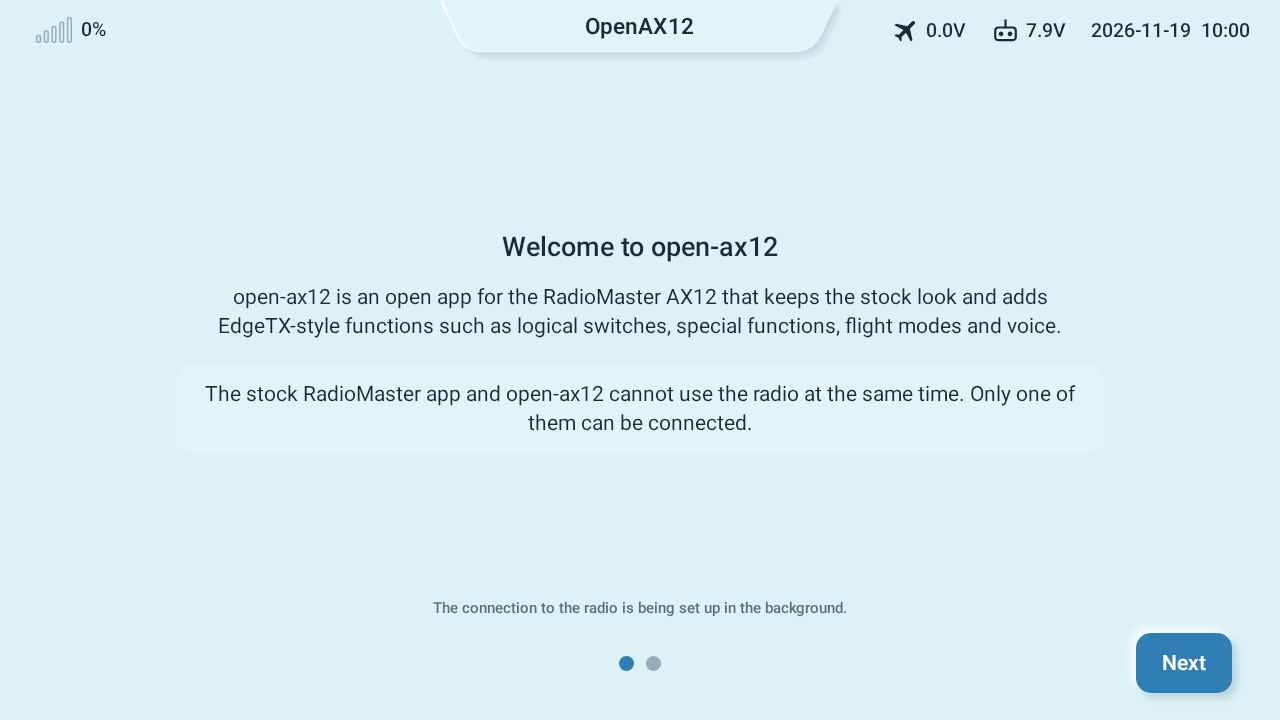 0%
OpenAX12
0.0V
7.9V
2026-11-19 10:00
Welcome to open-ax12
open-ax12 is an open app for the RadioMaster AX12 that keeps the stock look and adds
EdgeTX-style functions such as logical switches, special functions, flight modes and voice.
The stock RadioMaster app and open-ax12 cannot use the radio at the same time. Only one of
them can be connected.
The connection to the radio is being set up in the background.
Next